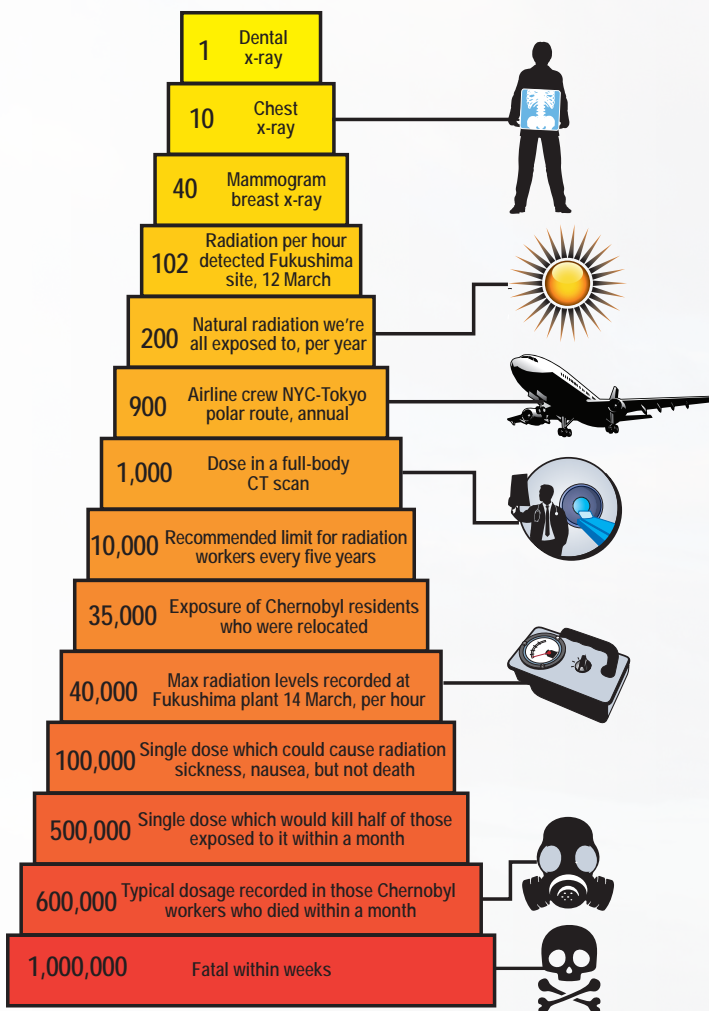 1 Dental
x-ray
10 Chest
x-ray
40 Mammogram
breast x-ray
102 Radiation per hour
detected Fukushima
site, 12 March
200 Natural radiation we're
all exposed to, per year
900 Airline crew NYC-Tokyo
polar route, annual
1,000 Dose in a full-body
CT scan
10,000 Recommended limit for radiation
workers every five years
35,000 Exposure of Chernobyl residents
who were relocated
40,000 Max radiation levels recorded at
Fukushima plant 14 March, per hour
100,000 Single dose which could cause radiation
sickness, nausea, but not death
500,000 Single dose which would kill half of those
exposed to it within a month
600,000 Typical dosage recorded in those Chernobyl
workers who died within a month
1,000,000 Fatal within weeks